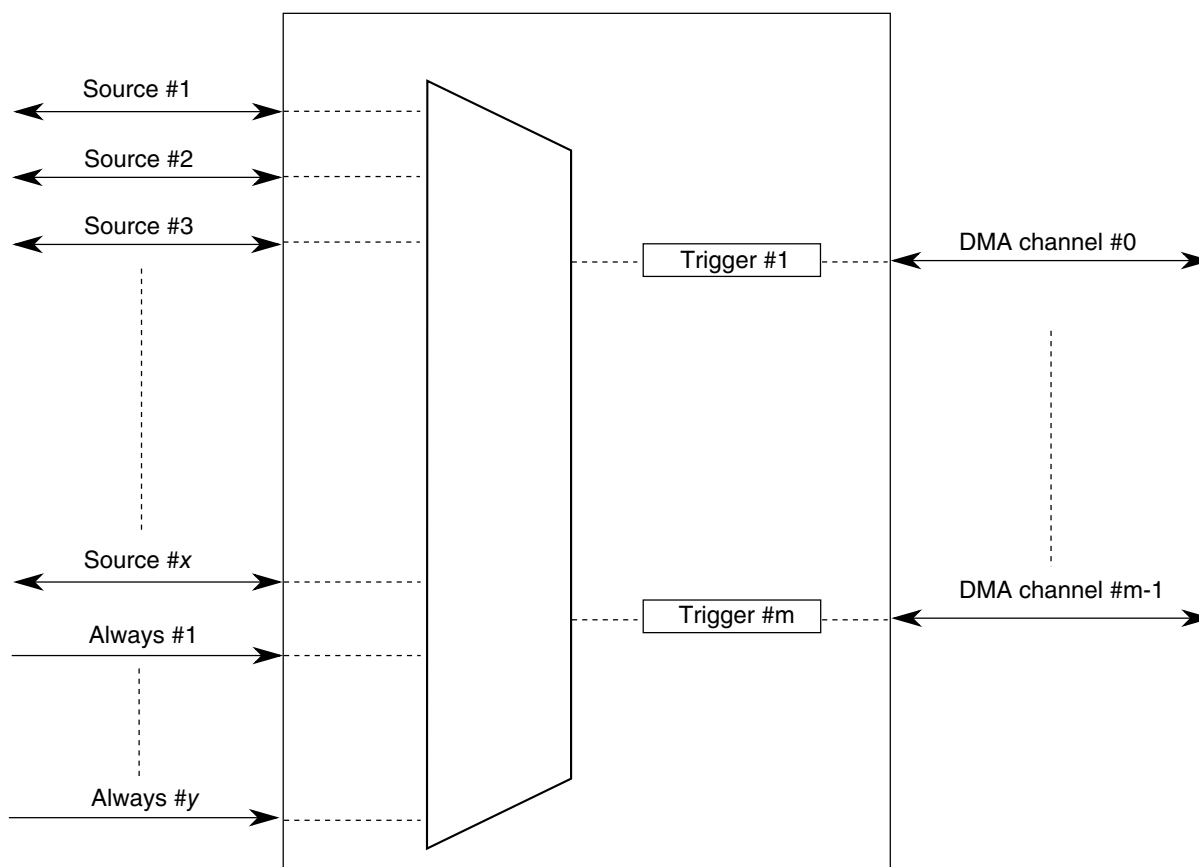 Source #1
Source #2
Source #3
Trigger #1
DMA channel #0
Source #x
DMA channel #m-1
Trigger #m
Always #1
Always #y